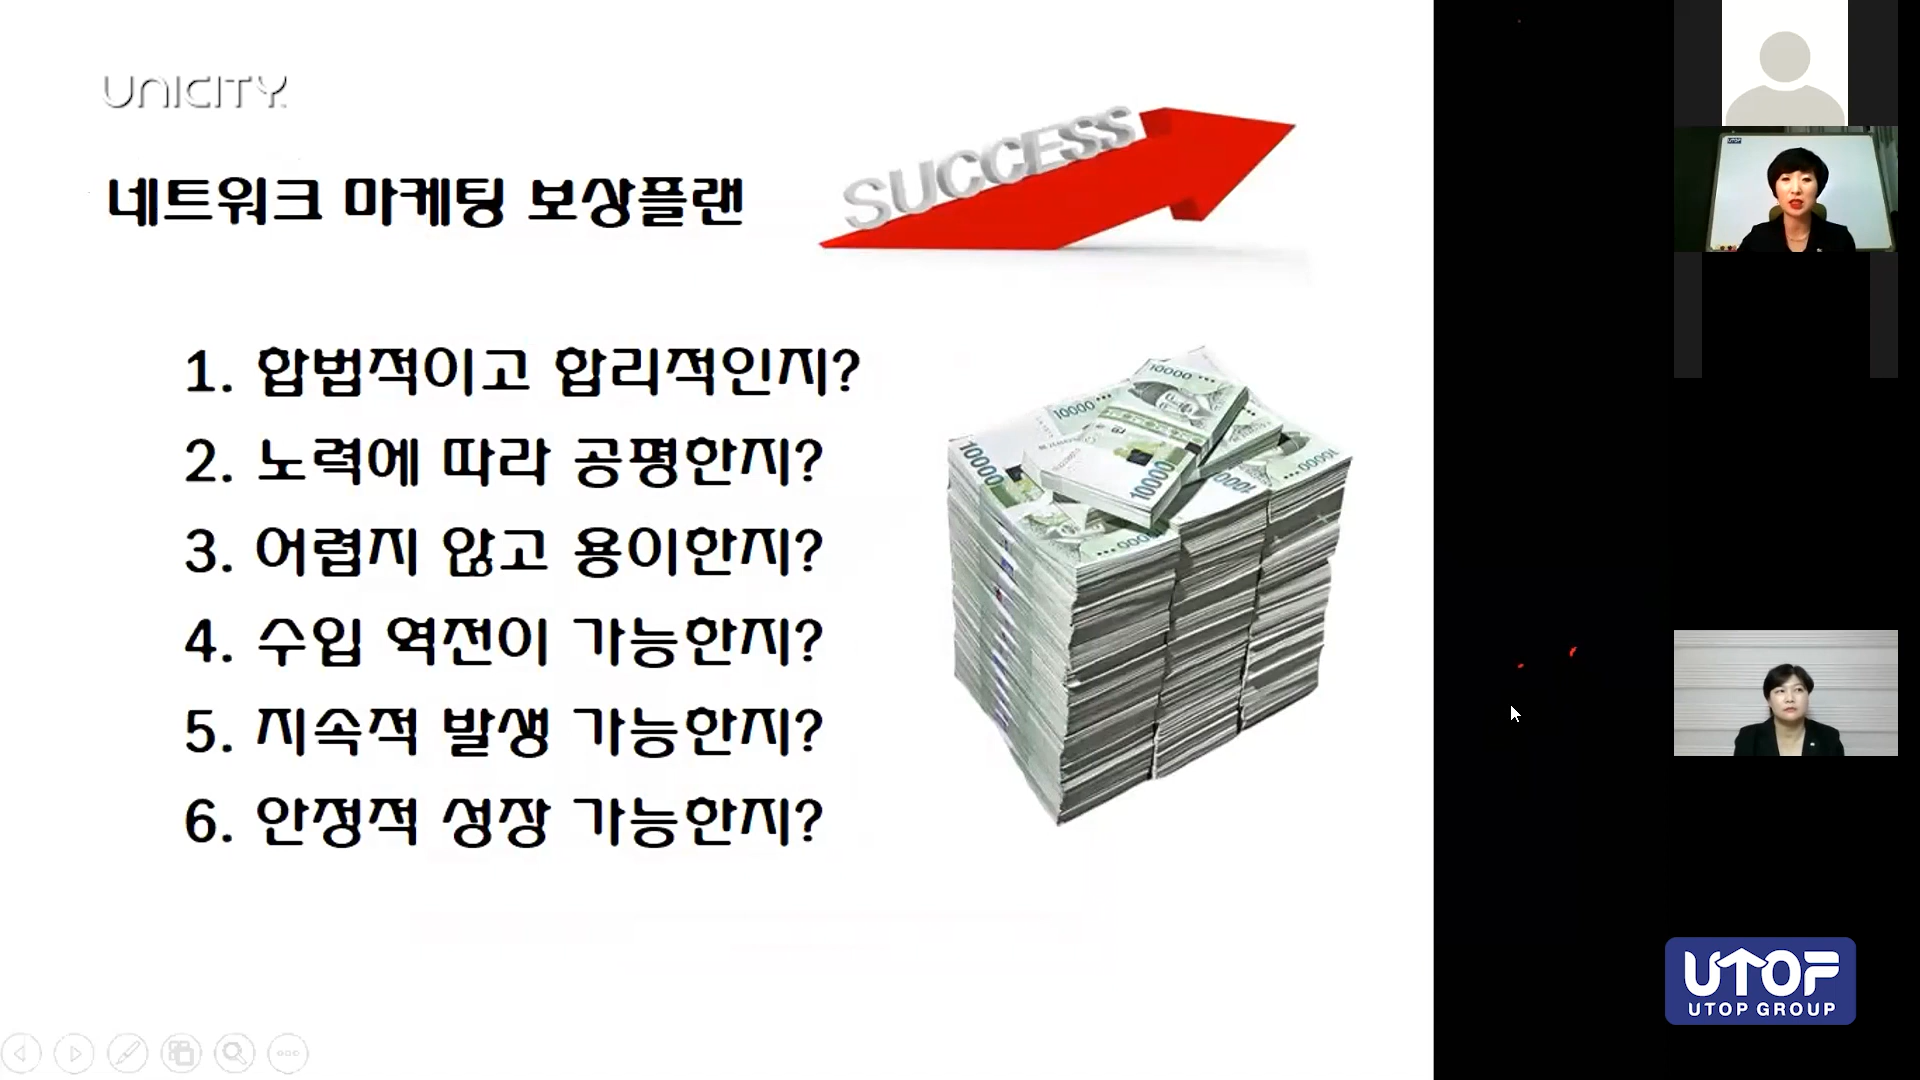 UNICITY
네트워크 마케팅 보상플랜
SUCCESS
1. 합법적이고 합리적인지?
2. 노력에 따라 공평한지?
3. 어렵지 않고 용이한지?
4. 수입 역전이 가능한지?
5. 지속적 발생 가능한지?
6. 안정적 성장 가능한지?
10000
10000
10000
10000
UTOP
UTOP GROUP